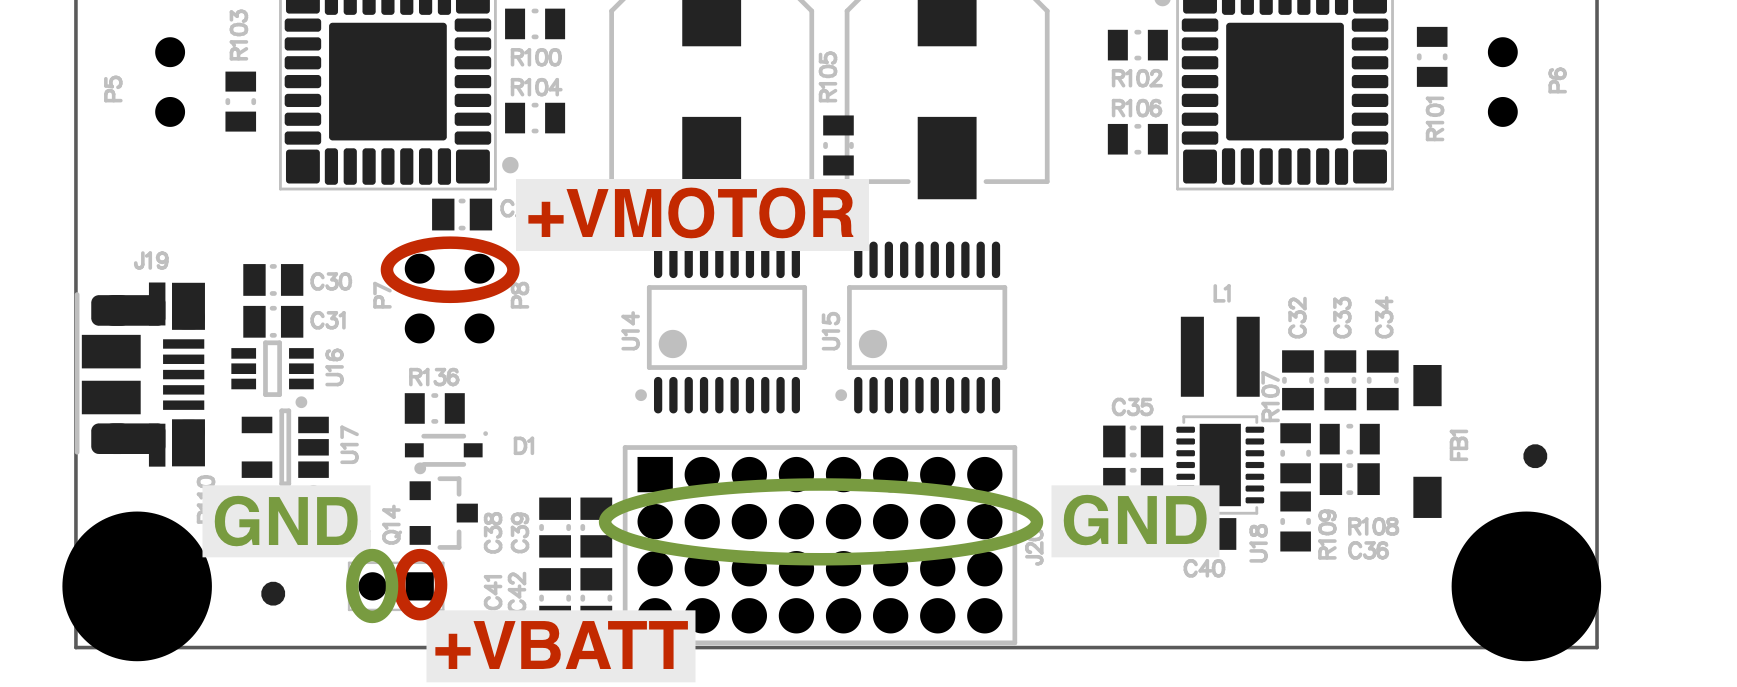 R103
R100
R104
P5
R105
R102
R106
R101
P6
+VMOTOR
J19
C30
C31
P7
P8
U14
U15
L1
C32
C33
C34
U16
R136
R107
C35
U17
D1
FB1
GND
Q14
C38
C39
GND
U18
R109
R108
C36
C40
C41
C42
+VBATT